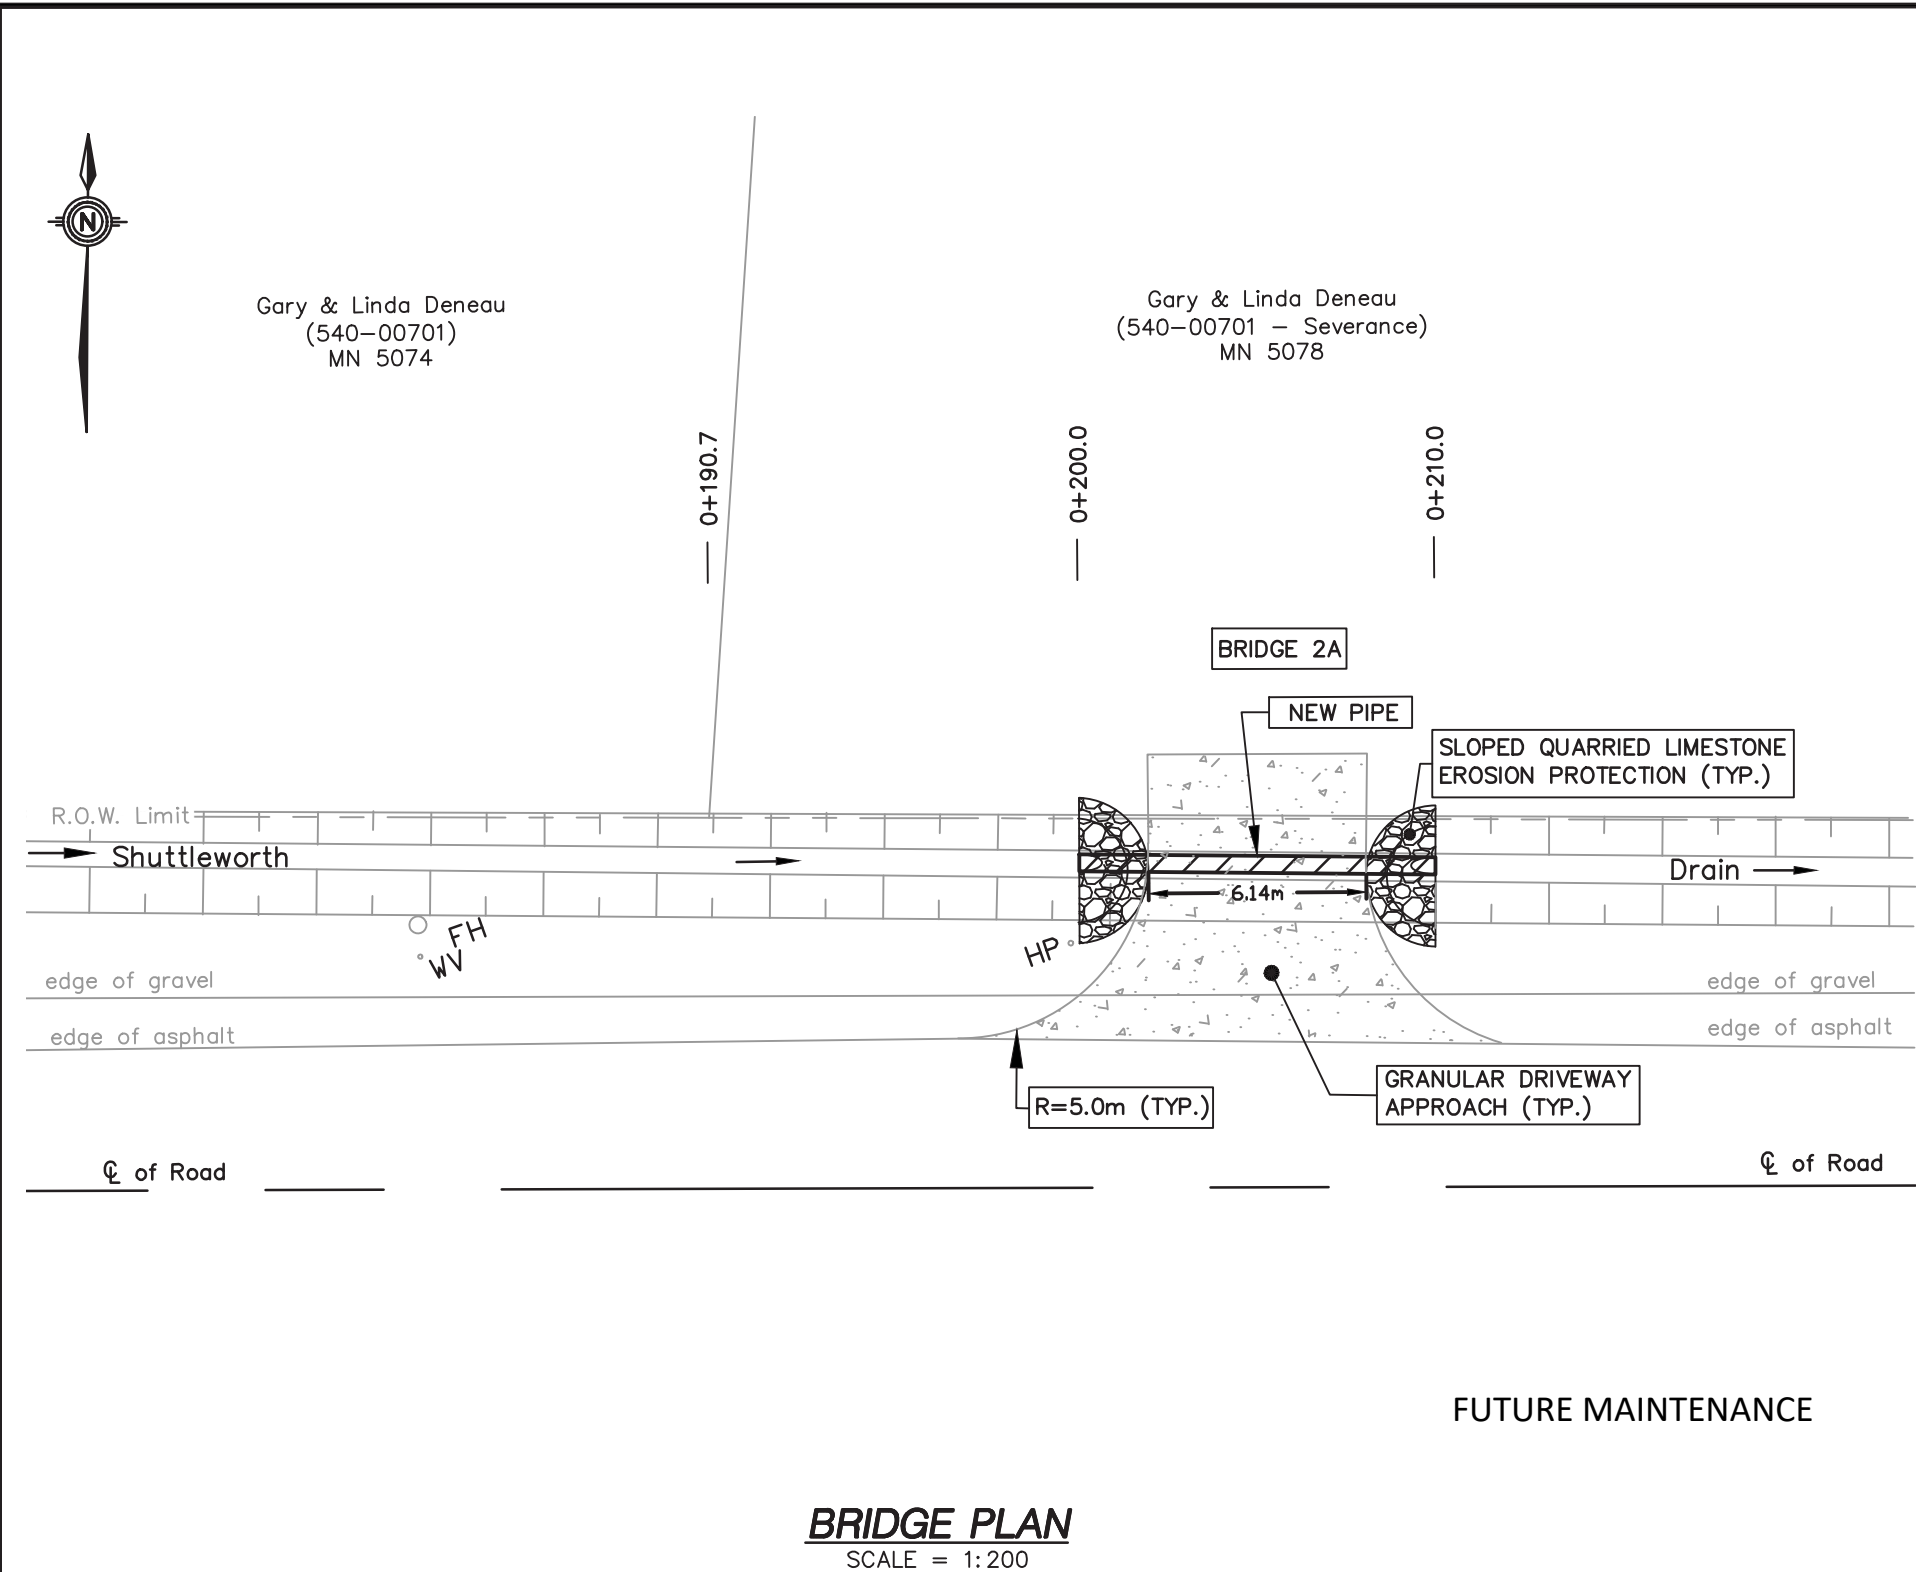 N
Gary & Linda Deneau
(540-00701)
MN 5074
Gary & Linda Deneau
(540-00701 - Severance)
MN 5078
0+190.7
0+200.0
0+210.0
BRIDGE 2A
NEW PIPE
SLOPED QUARRIED LIMESTONE
EROSION PROTECTION (TYP.)
R.O.W. Limit
Shuttleworth
Drain
6.14m
FH
WV
HP
edge of gravel
edge of gravel
edge of asphalt
edge of asphalt
R=5.0m (TYP.)
GRANULAR DRIVEWAY
APPROACH (TYP.)
℄ of Road
℄ of Road
FUTURE MAINTENANCE
BRIDGE PLAN
SCALE = 1:200